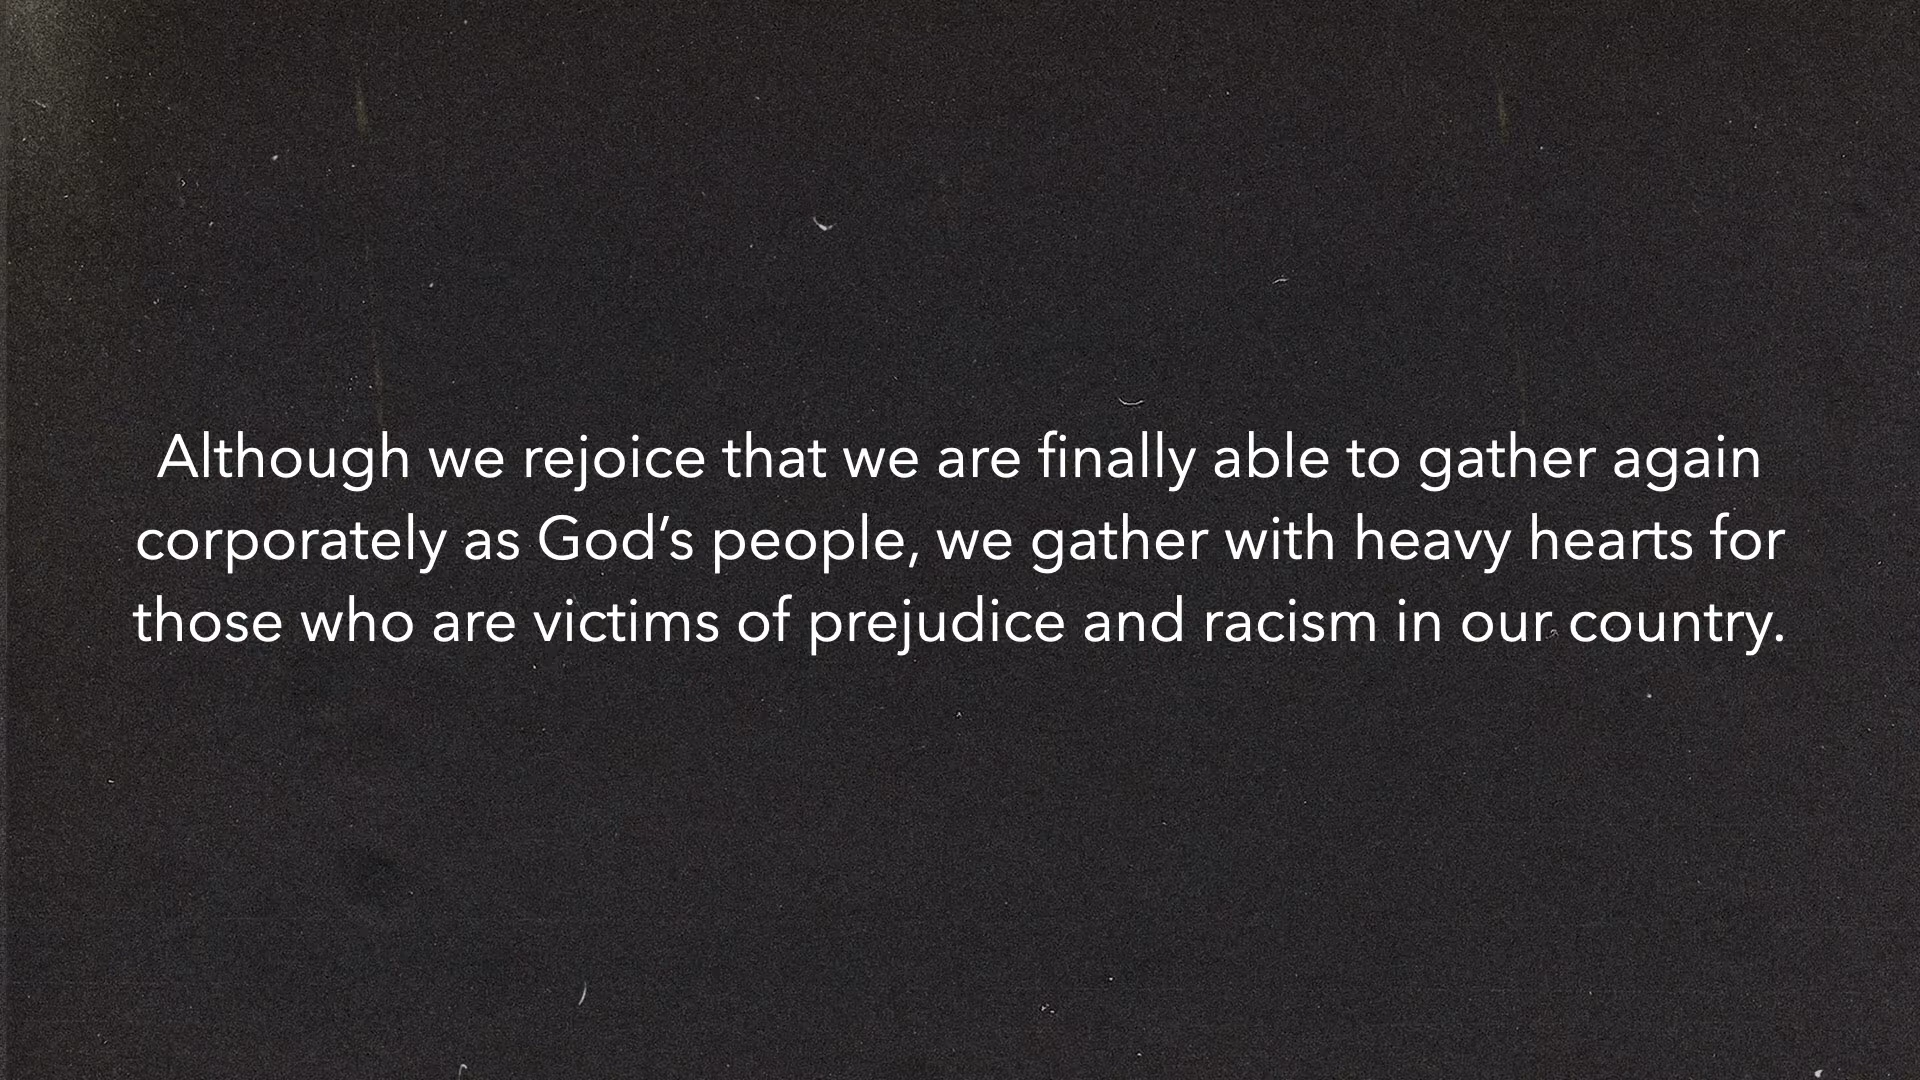 Although we rejoice that we are finally able to gather again
corporately as God’s people, we gather with heavy hearts for
those who are victims of prejudice and racism in our country.